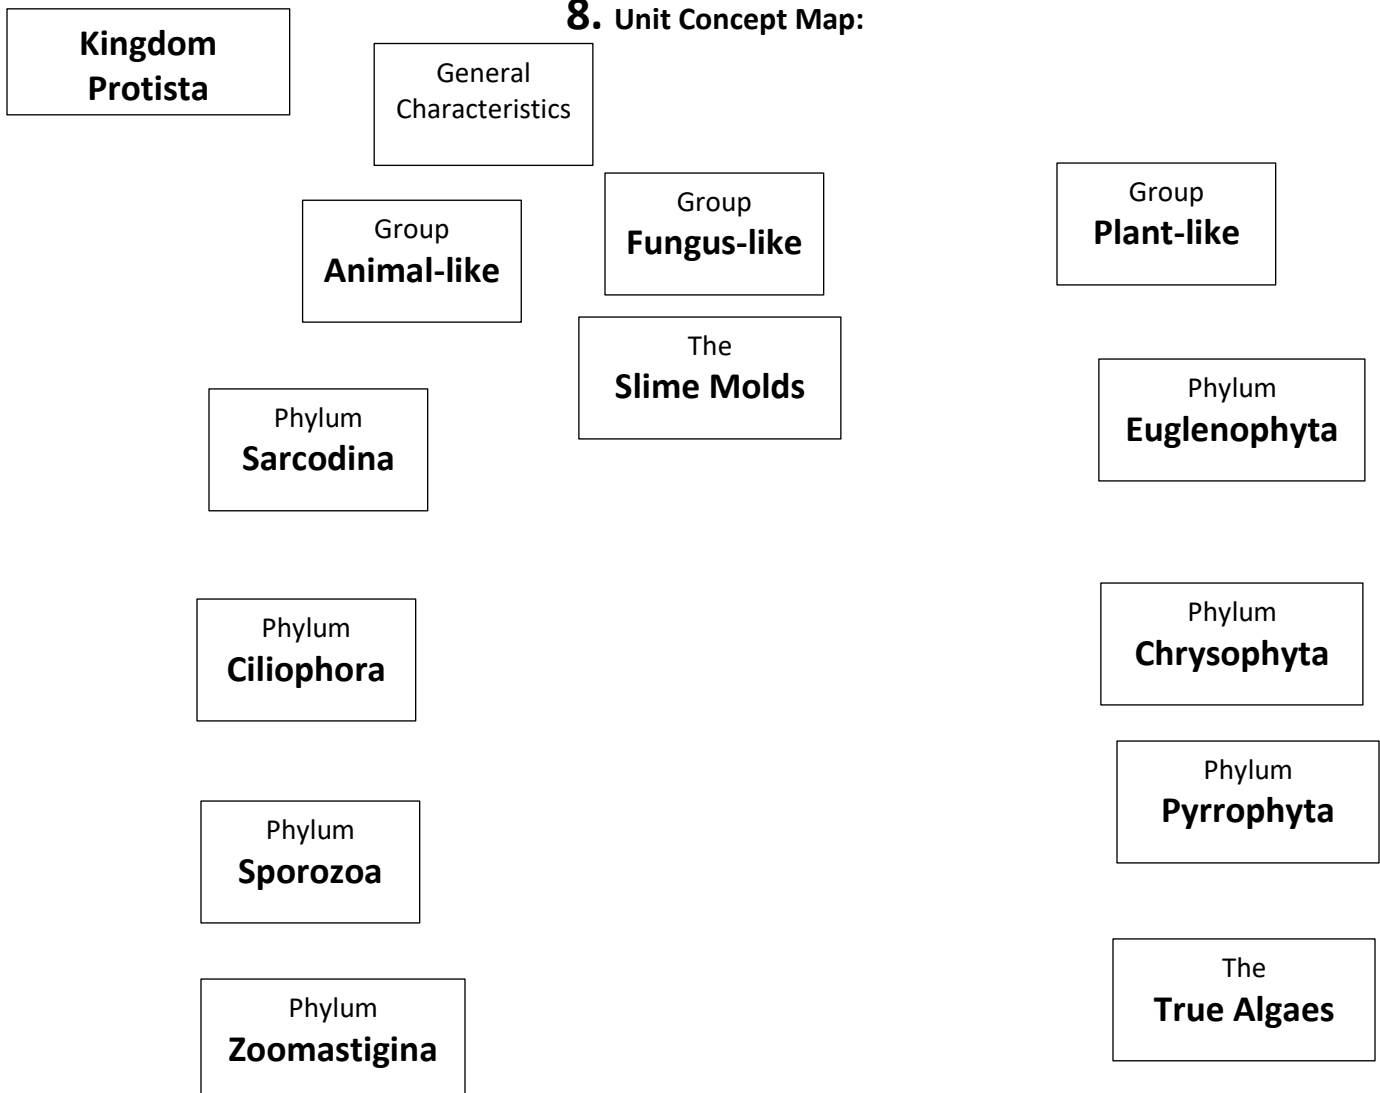 8. Unit Concept Map:
Kingdom
Protista
General
Characteristics
Group
Animal-like
Group
Fungus-like
Group
Plant-like
The
Slime Molds
Phylum
Sarcodina
Phylum
Euglenophyta
Phylum
Ciliophora
Phylum
Chrysophyta
Phylum
Pyrrophyta
Phylum
Sporozoa
The
True Algaes
Phylum
Zoomastigina